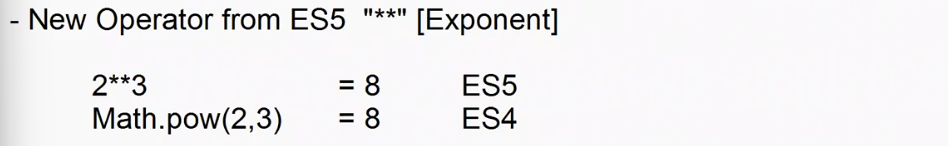 - New Operator from ES5 "**" [Exponent]
2**3 = 8 ES5
Math.pow(2,3) = 8 ES4